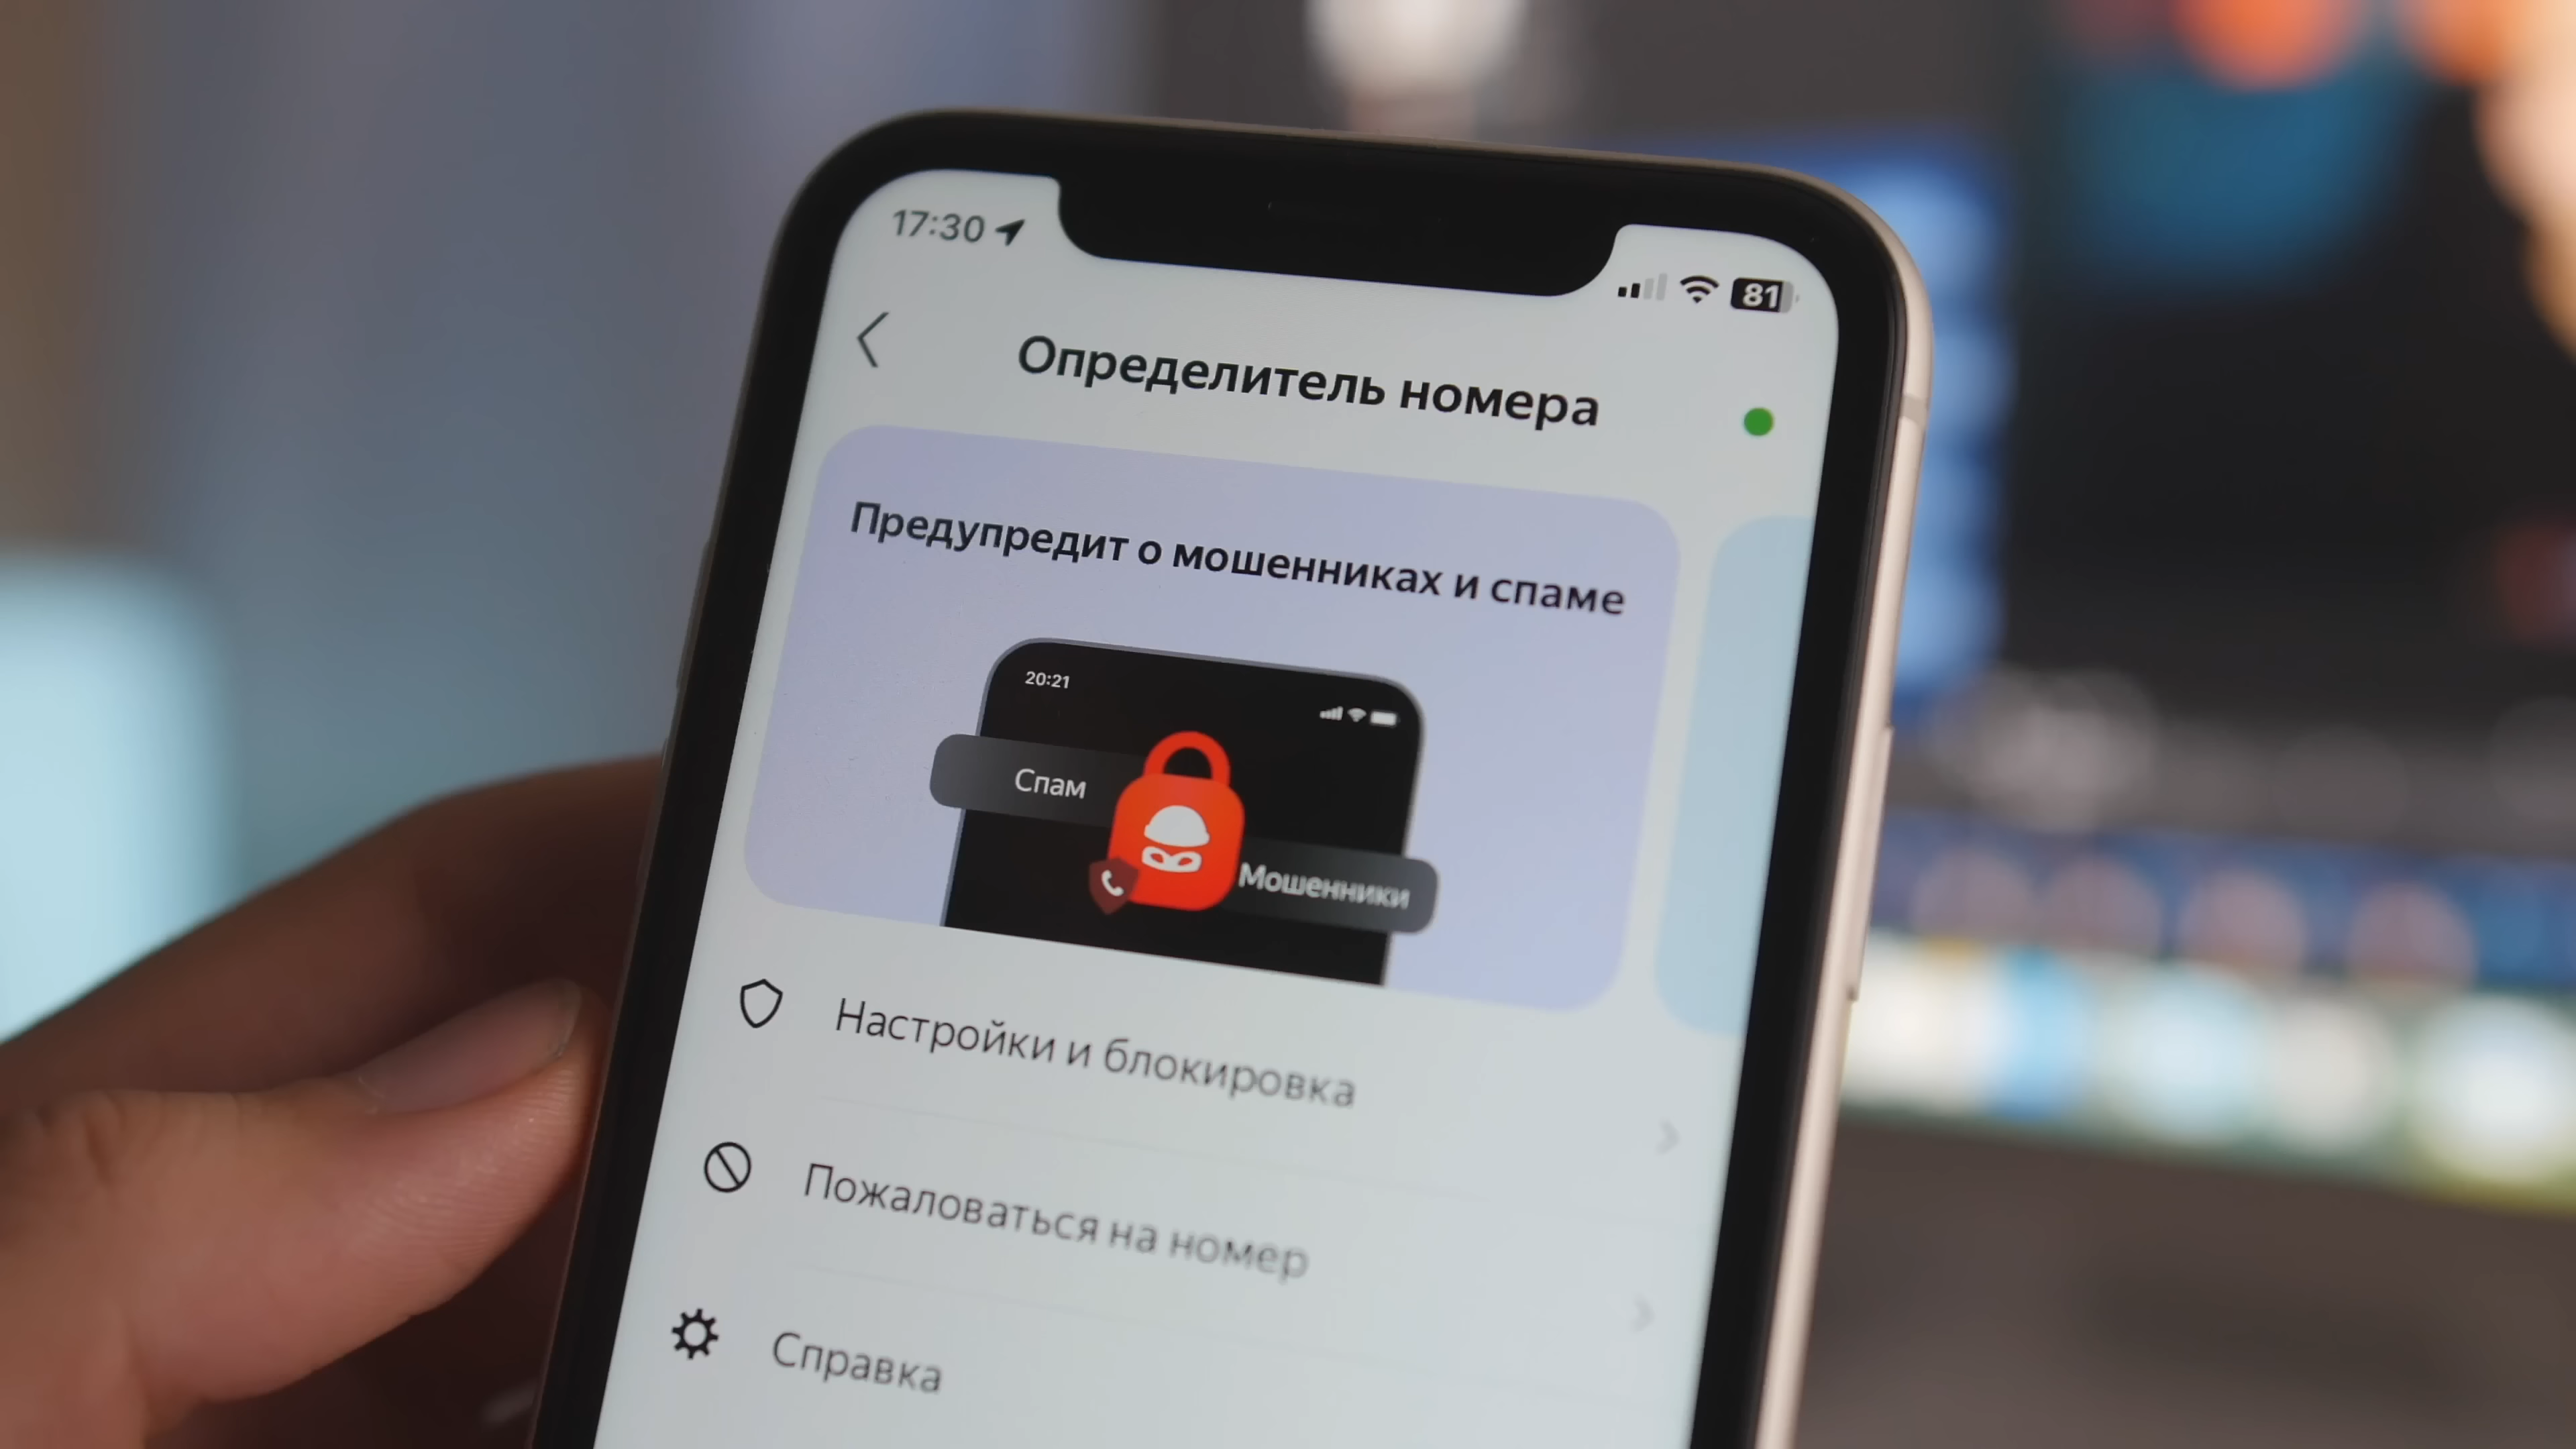 17:30
81
Определитель номера
Предупредит о мошенниках и спаме
20:21
Спам
Мошенники
Настройки и блокировка
Пожаловаться на номер
Справка